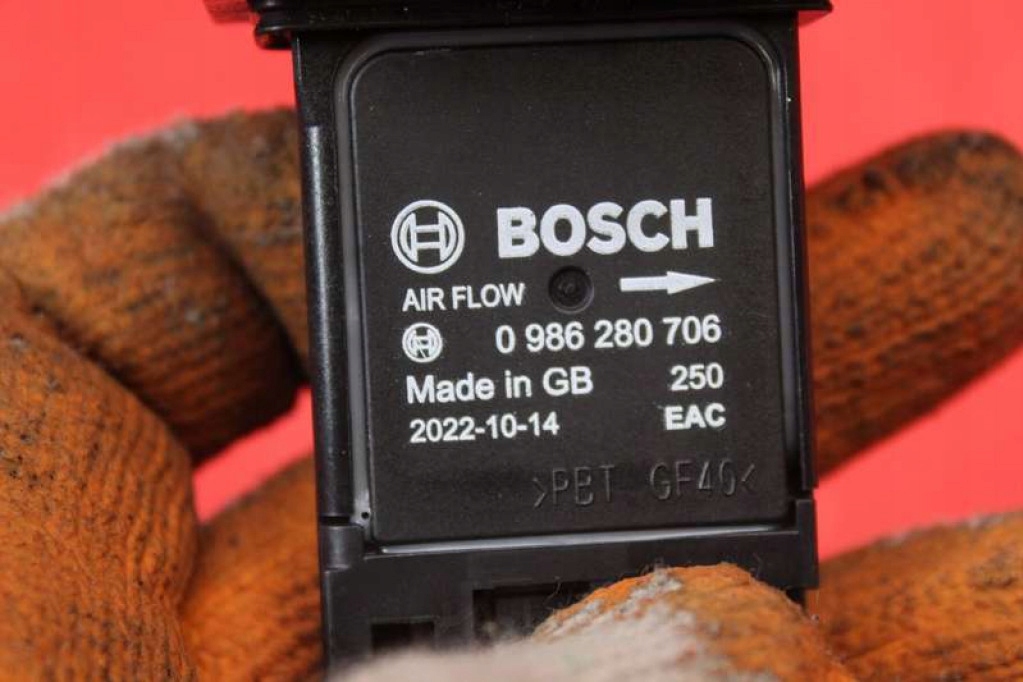 BOSCH
AIR FLOW
0 986 280 706
Made in GB 250
2022-10-14 EAC
>PBT GF40<